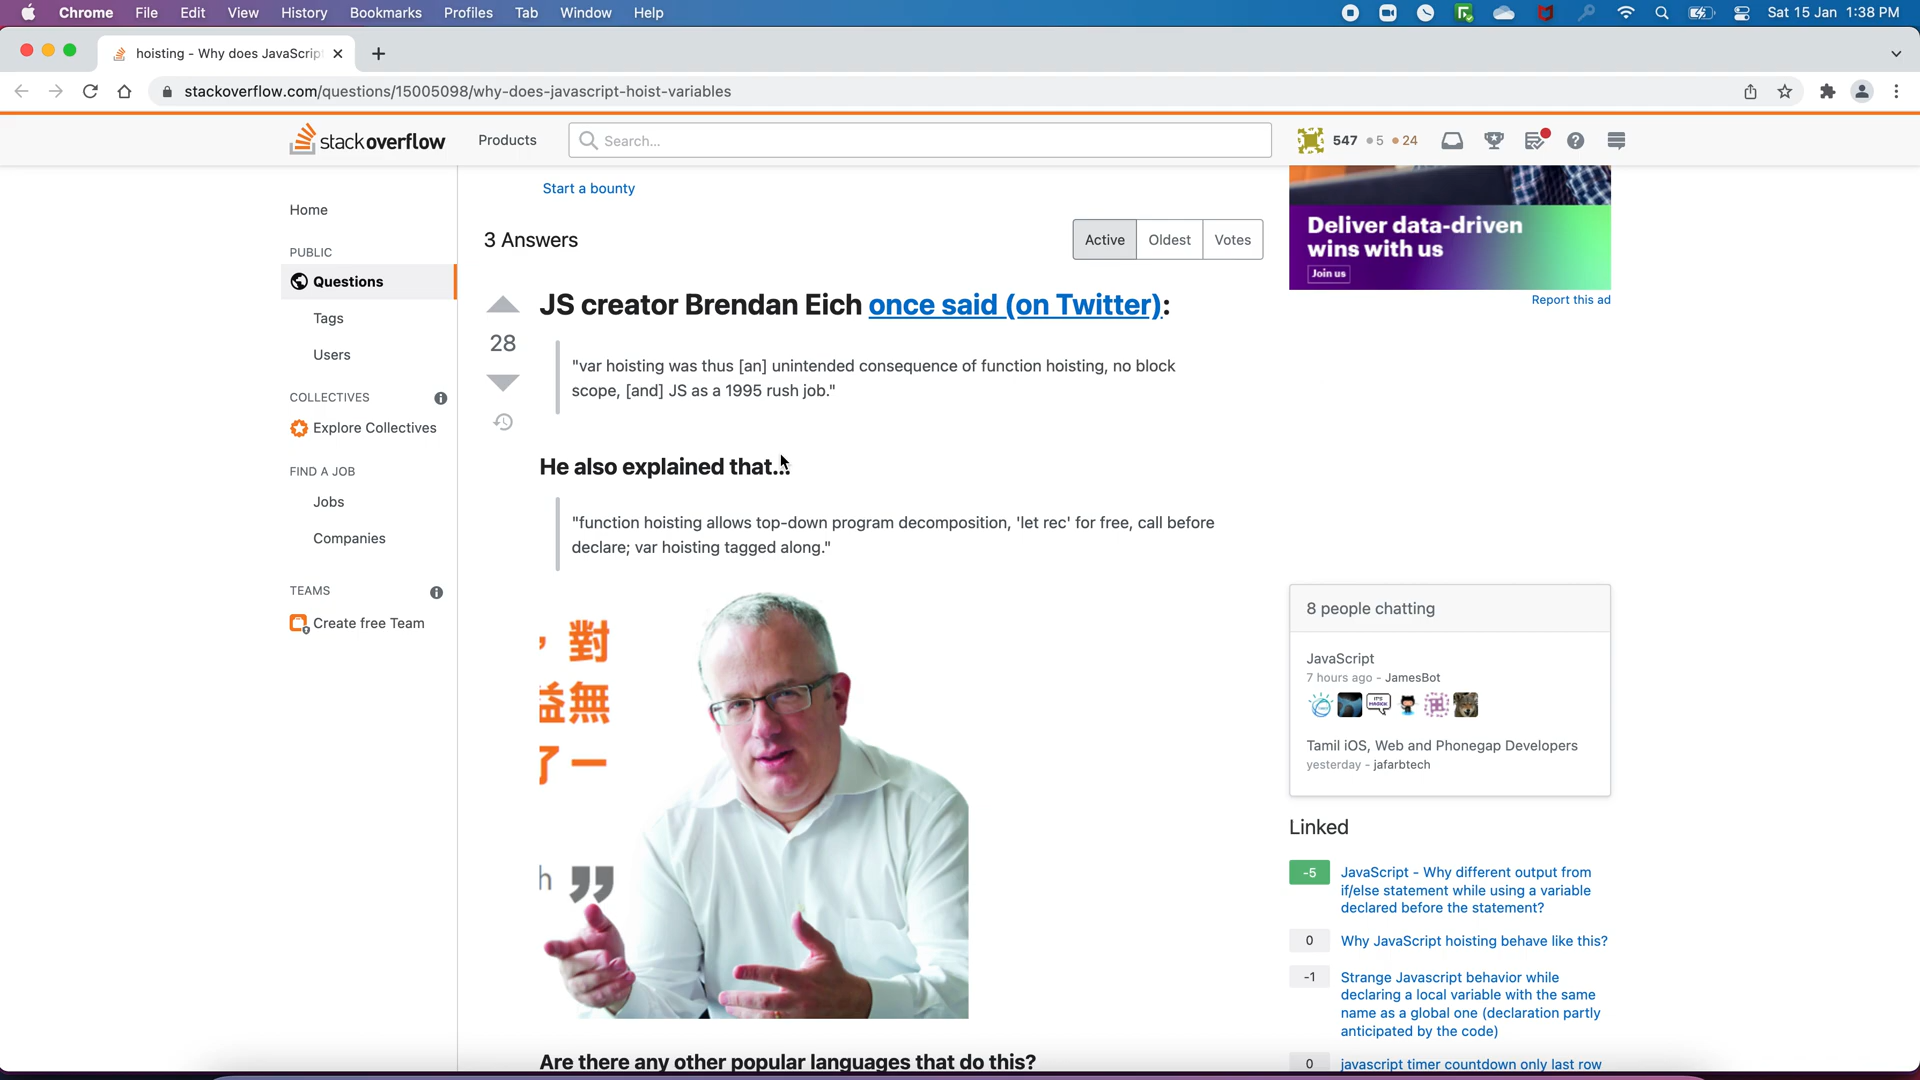 Chrome File Edit View History Bookmarks Profiles Tab Window Help
Sat 15 Jan 1:38 PM
hoisting - Why does JavaScrip
stackoverflow.com/questions/15005098/why-does-javascript-hoist-variables
stackoverflow
Products
Search...
547 5 24
Start a bounty
Home
PUBLIC
Questions
Tags
Users
COLLECTIVES
Explore Collectives
FIND A JOB
Jobs
Companies
TEAMS
Create free Team
3 Answers
Active Oldest Votes
28
JS creator Brendan Eich once said (on Twitter):
"var hoisting was thus [an] unintended consequence of function hoisting, no block
scope, [and] JS as a 1995 rush job."
He also explained that...
"function hoisting allows top-down program decomposition, 'let rec' for free, call before
declare; var hoisting tagged along."
，對
益無
了一
h ”
Are there any other popular languages that do this?
Deliver data-driven
wins with us
Join us
Report this ad
8 people chatting
JavaScript
7 hours ago - JamesBot
Tamil iOS, Web and Phonegap Developers
yesterday - jafarbtech
Linked
-5 JavaScript - Why different output from
if/else statement while using a variable
declared before the statement?
0 Why JavaScript hoisting behave like this?
-1 Strange Javascript behavior while
declaring a local variable with the same
name as a global one (declaration partly
anticipated by the code)
0 javascript timer countdown only last row